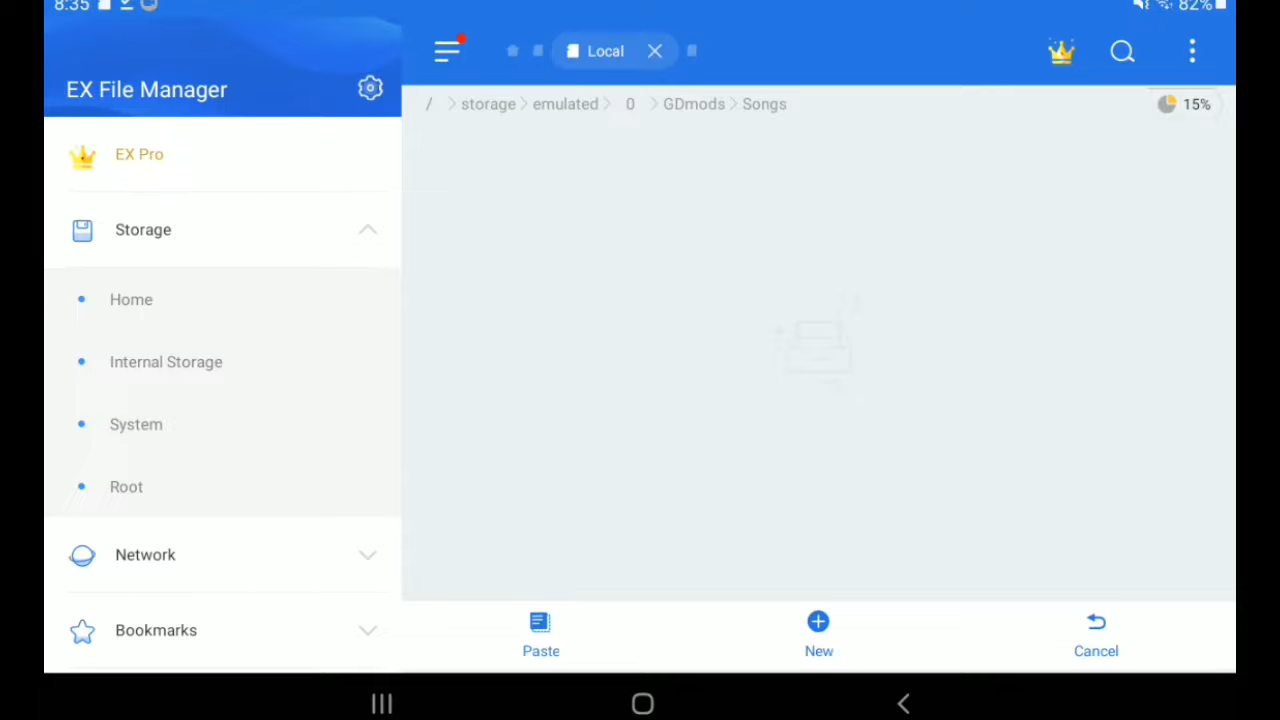 8:35
82%
EX File Manager
Local
/ storage emulated 0 GDmods Songs
15%
EX Pro
Storage
Home
Internal Storage
System
Root
Network
Bookmarks
Paste
New
Cancel